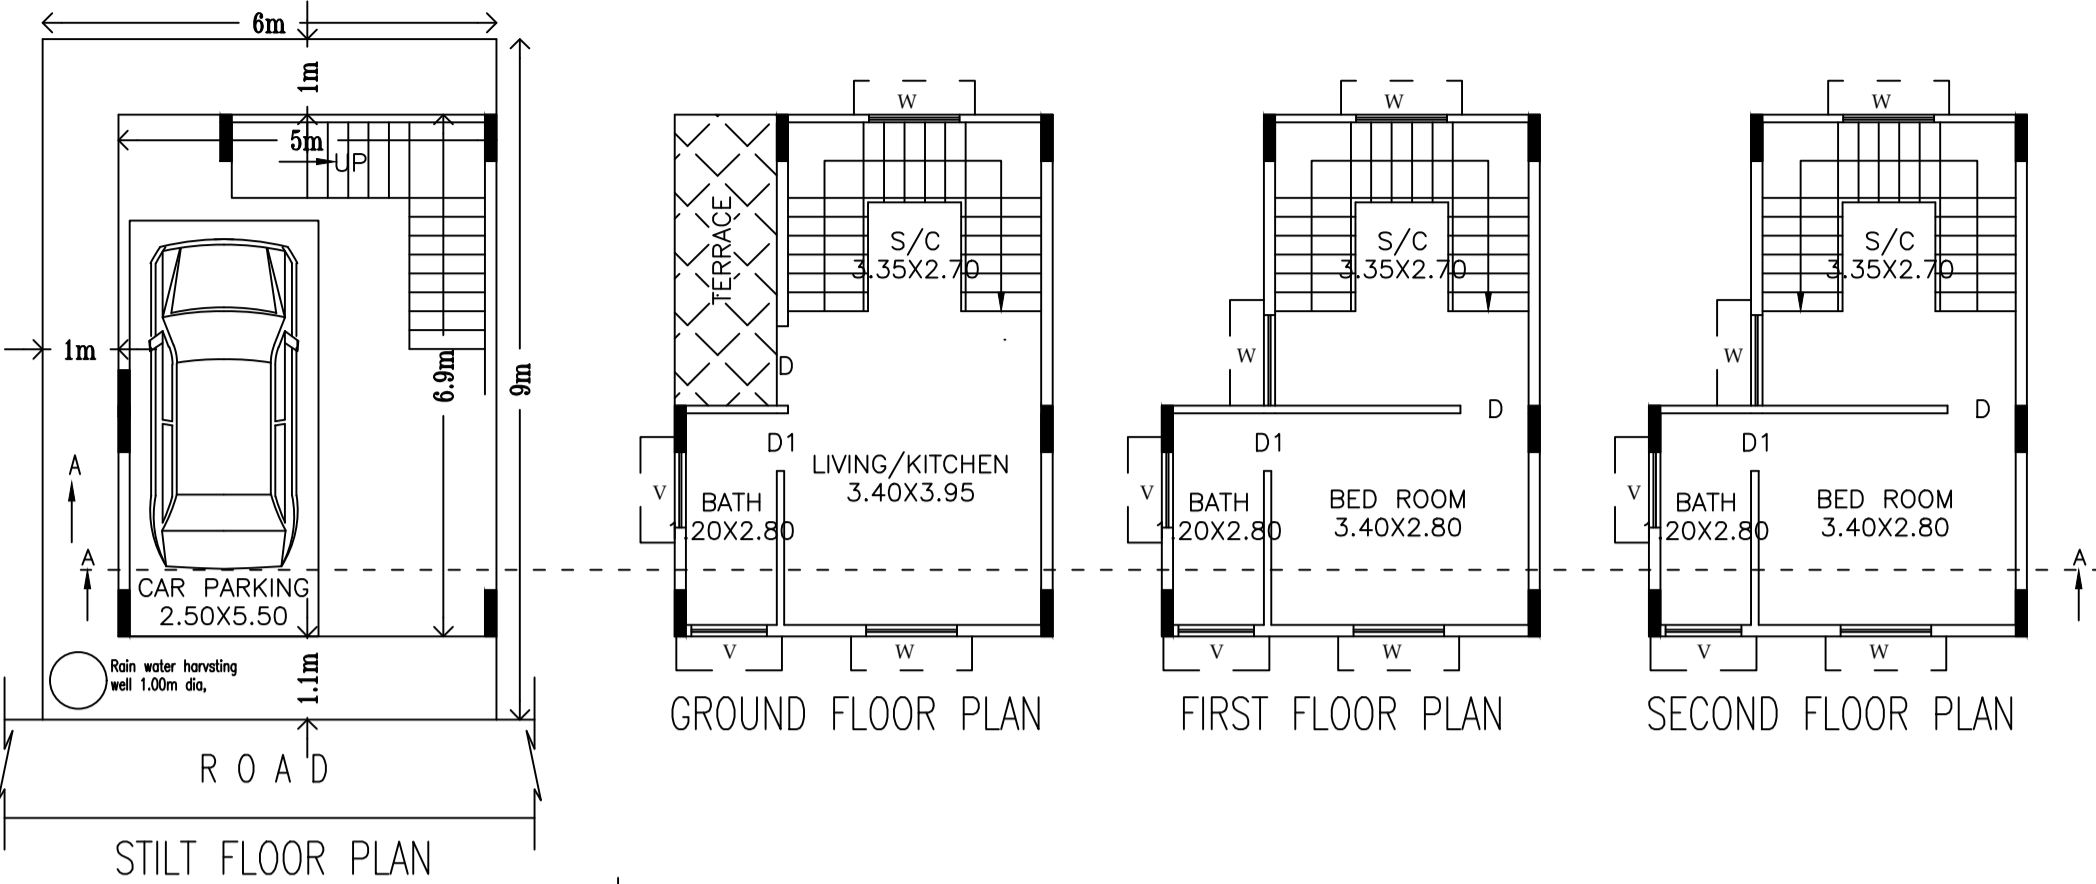 6m
1m
5m
UP
1m
6.9m
9m
A
A
CAR PARKING
2.50X5.50
Rain water harvsting
well 1.00m dia,
1.1m
ROAD
STILT FLOOR PLAN
W
TERRACE
S/C
3.35X2.70
D
D1
LIVING/KITCHEN
3.40X3.95
V
BATH
.20X2.80
V
W
GROUND FLOOR PLAN
W
S/C
3.35X2.70
W
D
D1
V
BATH
.20X2.80
BED ROOM
3.40X2.80
V
W
FIRST FLOOR PLAN
W
S/C
3.35X2.70
W
D
D1
V
BATH
.20X2.80
BED ROOM
3.40X2.80
A
V
W
SECOND FLOOR PLAN